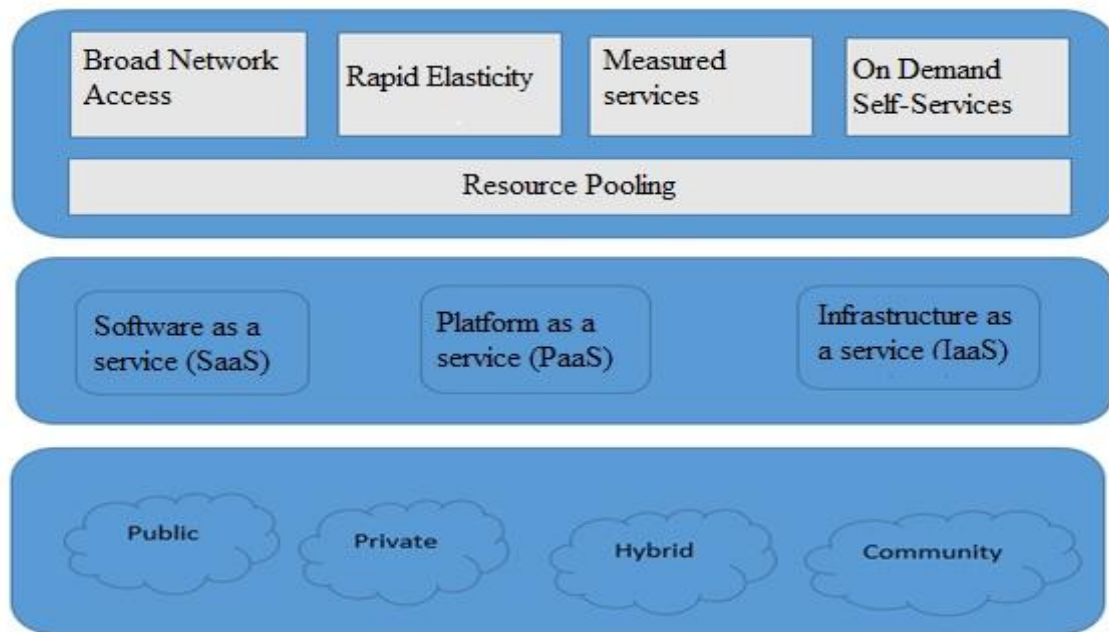 Broad Network
Access
Rapid Elasticity
Measured
services
On Demand
Self-Services
Resource Pooling
Software as a
service (SaaS)
Platform as a
service (PaaS)
Infrastructure as
a service (IaaS)
Public
Private
Hybrid
Community